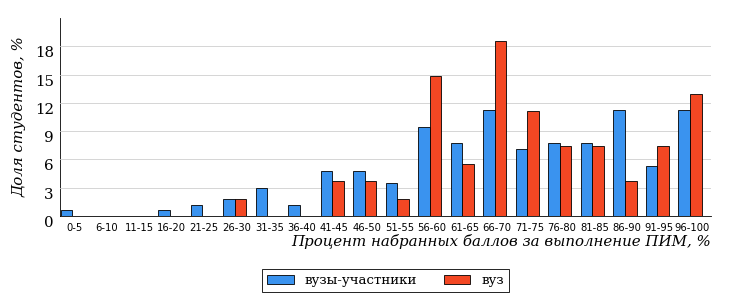 Доля студентов, %
18
15
12
9
6
3
0
0-5 6-10 11-15 16-20 21-25 26-30 31-35 36-40 41-45 46-50 51-55 56-60 61-65 66-70 71-75 76-80 81-85 86-90 91-95 96-100
Процент набранных баллов за выполнение ПИМ, %
вузы-участники вуз